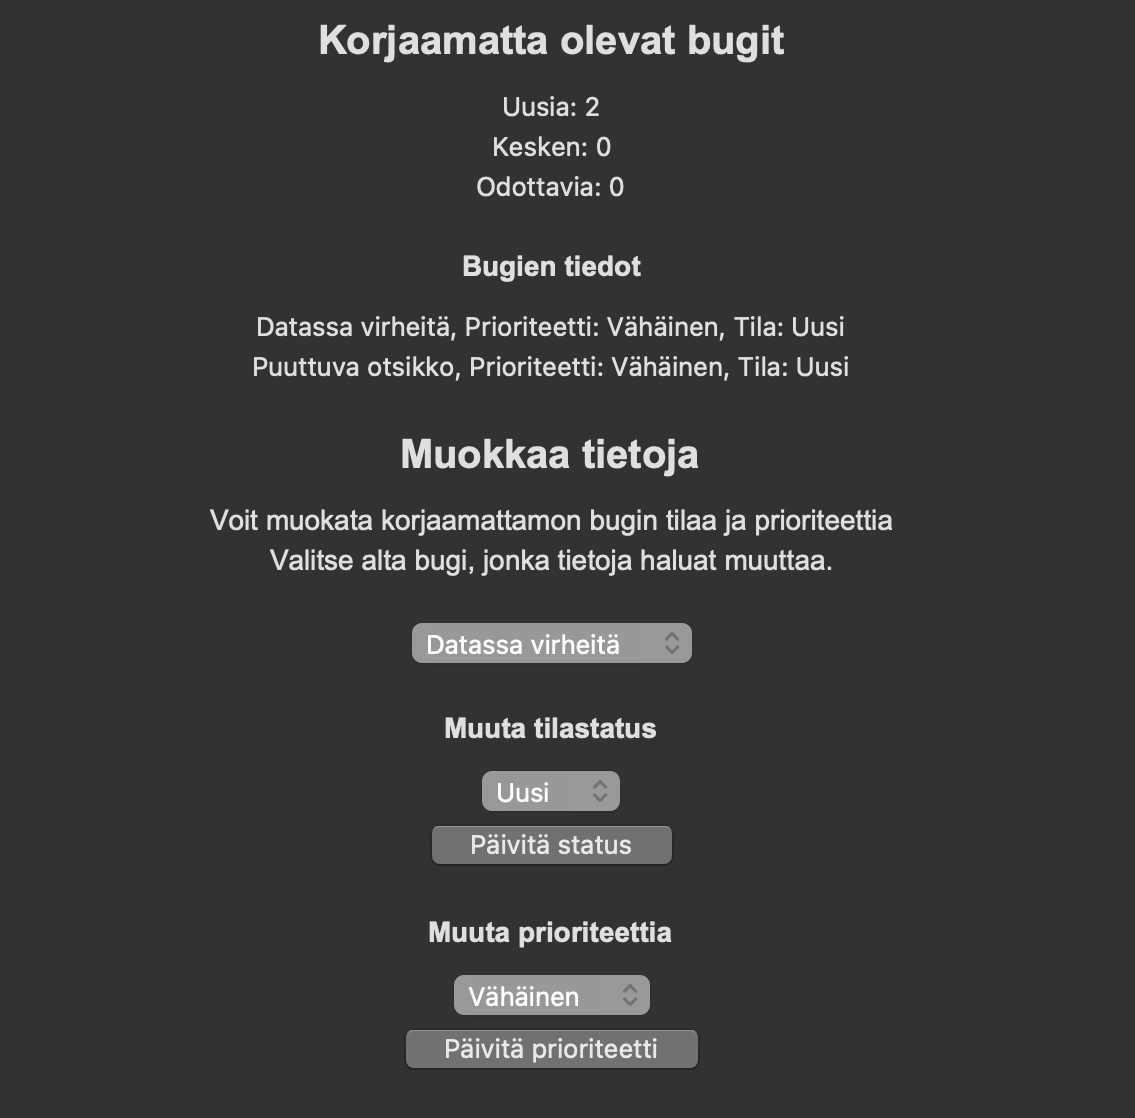 Korjaamatta olevat bugit
Uusia: 2
Kesken: 0
Odottavia: 0
Bugien tiedot
Datassa virheitä, Prioriteetti: Vähäinen, Tila: Uusi
Puuttuva otsikko, Prioriteetti: Vähäinen, Tila: Uusi
Muokkaa tietoja
Voit muokata korjaamattamon bugin tilaa ja prioriteettia
Valitse alta bugi, jonka tietoja haluat muuttaa.
Datassa virheitä
Muuta tilastatus
Uusi
Päivitä status
Muuta prioriteettia
Vähäinen
Päivitä prioriteetti